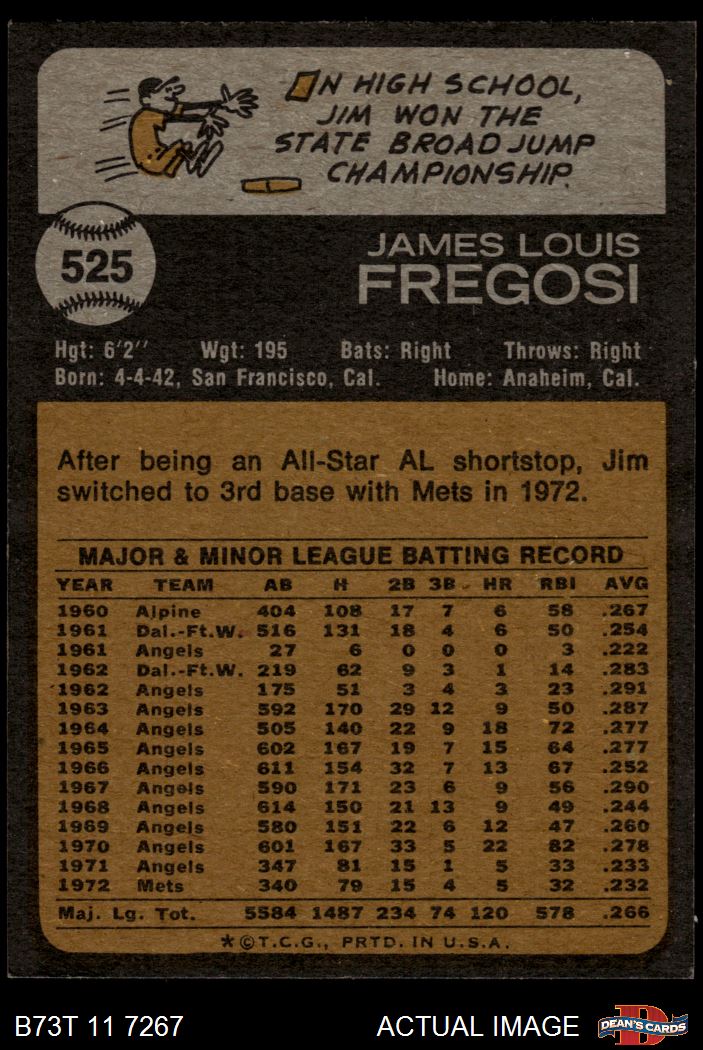 IN HIGH SCHOOL,
JIM WON THE
STATE BROAD JUMP
CHAMPIONSHIP.
525
JAMES LOUIS
FREGOSI
Hgt: 6'2" Wgt: 195 Bats: Right Throws: Right
Born: 4-4-42, San Francisco, Cal. Home: Anaheim, Cal.
After being an All-Star AL shortstop, Jim
switched to 3rd base with Mets in 1972.
MAJOR & MINOR LEAGUE BATTING RECORD
YEAR TEAM AB H 2B 3B HR RBI AVG
1960 Alpine 404 108 17 7 6 58 .267
1961 Dal.-Ft.W. 516 131 18 4 6 50 .254
1961 Angels 27 6 0 0 0 3 .222
1962 Dal.-Ft.W. 219 62 9 3 1 14 .283
1962 Angels 175 51 3 4 3 23 .291
1963 Angels 592 170 29 12 9 50 .287
1964 Angels 505 140 22 9 18 72 .277
1965 Angels 602 167 19 7 15 64 .277
1966 Angels 611 154 32 7 13 67 .252
1967 Angels 590 171 23 6 9 56 .290
1968 Angels 614 150 21 13 9 49 .244
1969 Angels 580 151 22 6 12 47 .260
1970 Angels 601 167 33 5 22 82 .278
1971 Angels 347 81 15 1 5 33 .233
1972 Mets 340 79 15 4 5 32 .232
Maj. Lg. Tot. 5584 1487 234 74 120 578 .266
*©T.C.G., PRTD. IN U.S.A.
B73T 11 7267 ACTUAL IMAGE
D
DEAN'S CARDS